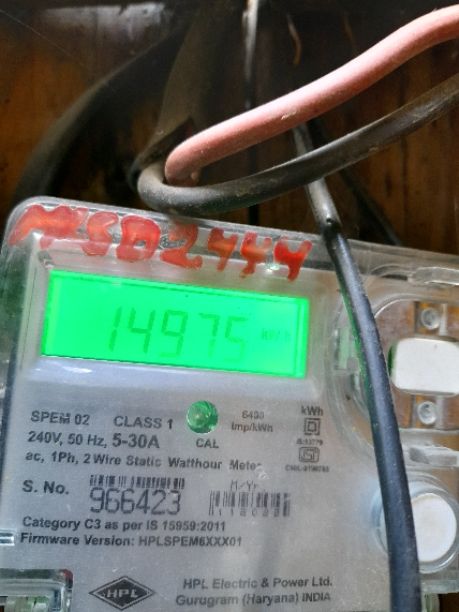 MSD2444
14975 kWh
SPEM 02 CLASS 1 6400 imp/kWh kWh
240V, 50 Hz, 5-30A CAL
ac, 1Ph, 2 Wire Static Watthour Meter
S. No. 966423 M/Yr
Category C3 as per IS 15959:2011
Firmware Version: HPLSPEM6XXX01
HPL HPL Electric & Power Ltd.
Gurugram (Haryana) INDIA